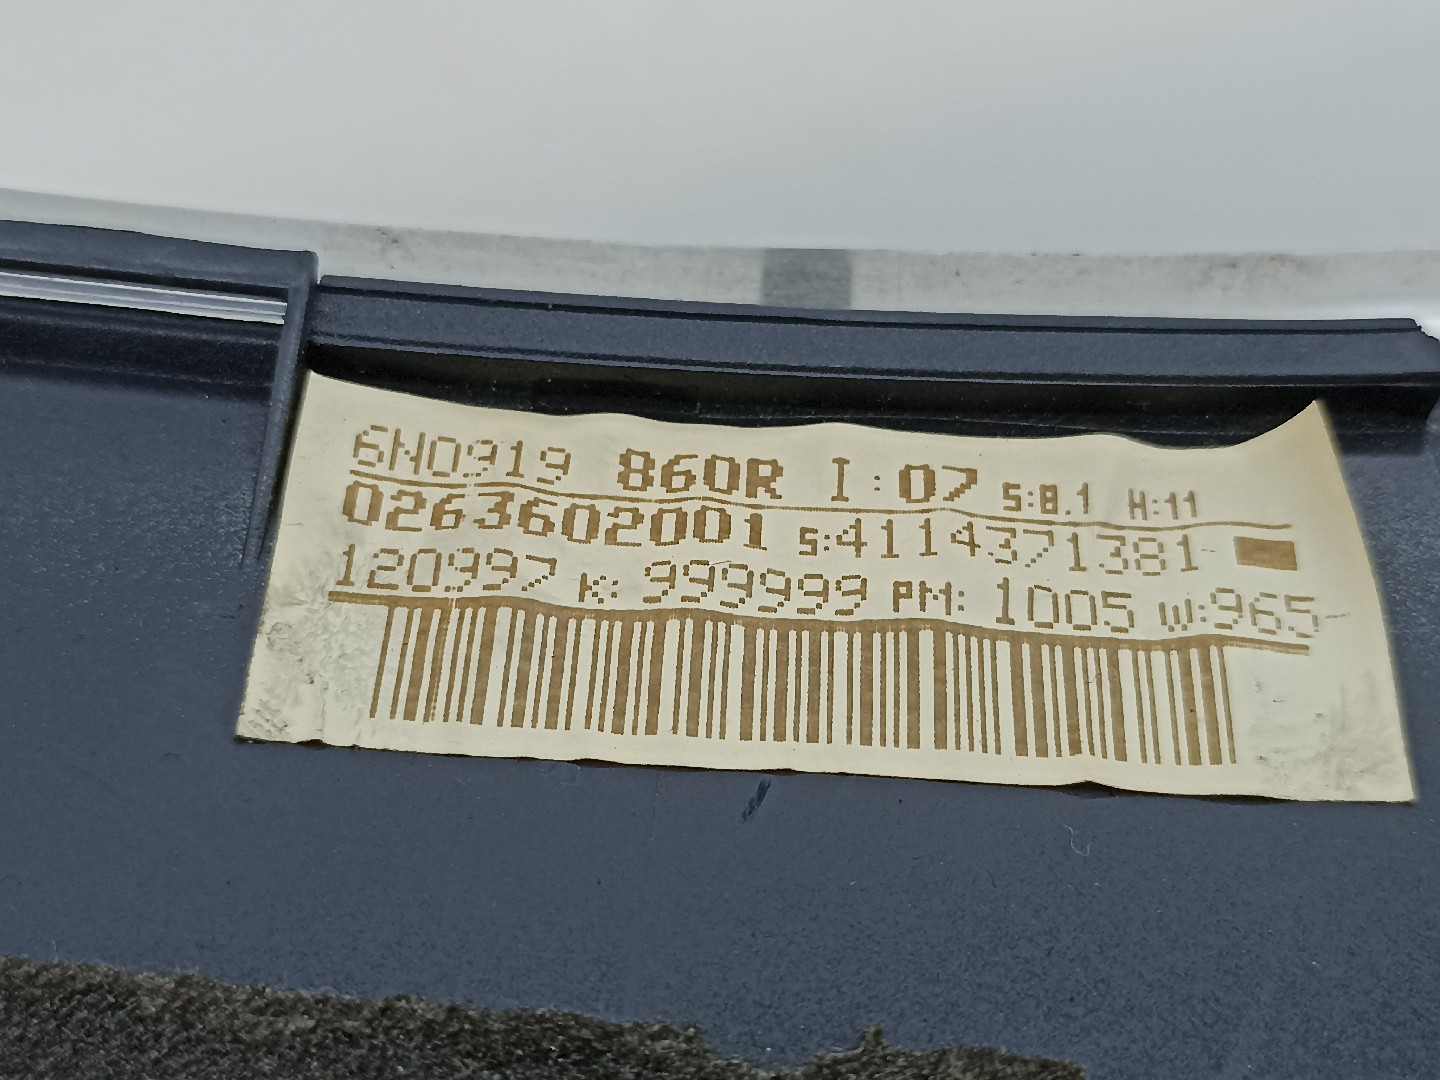 6N0919 860R I:07 S:8.1 H:11
0263602001 S:4114371381
120997 K: 999999 PM: 1005 W:965